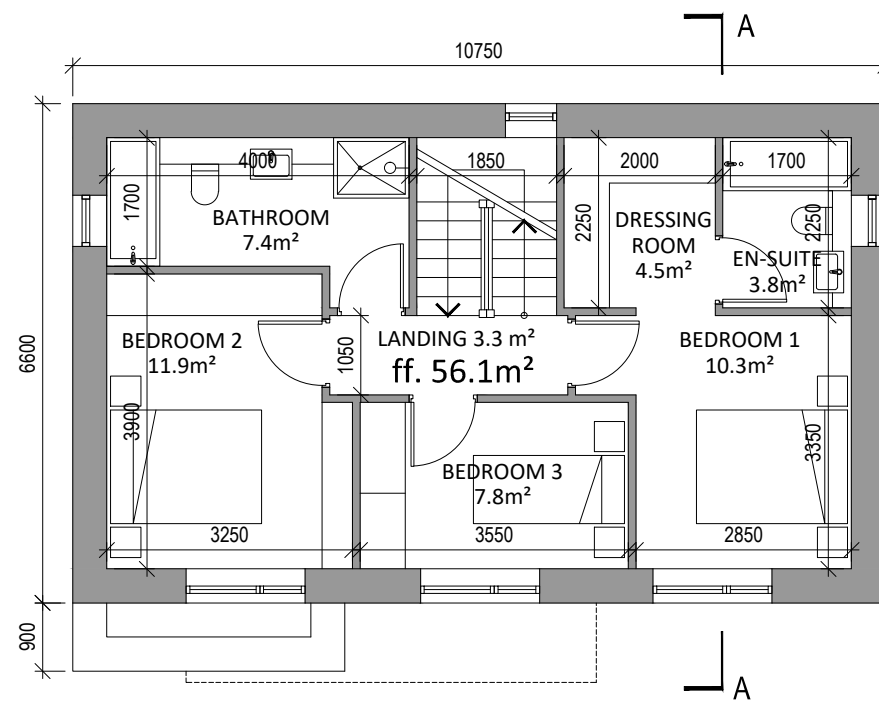 A
10750
4000
1850
2000
1700
1700
2250
2250
BATHROOM
7.4m²
DRESSING
ROOM
4.5m²
EN-SUITE
3.8m²
6600
BEDROOM 2
11.9m²
1050
LANDING 3.3 m²
ff. 56.1m²
BEDROOM 1
10.3m²
3900
3350
BEDROOM 3
7.8m²
3250
3550
2850
900
A